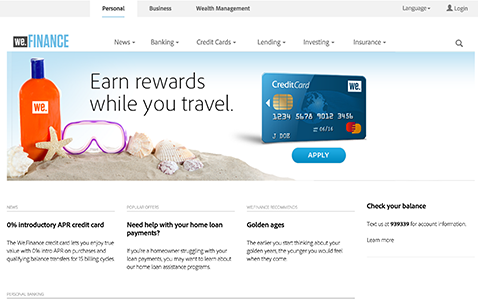 Personal Business Wealth Management Language Login
we.FINANCE News Banking Credit Cards Lending Investing Insurance
Earn rewards
while you travel.
we.
CreditCard we.
1234 5678 9012 3456
06/16
J DOE
APPLY
NEWS
0% introductory APR credit card
The We.Finance credit card lets you enjoy true
value with 0% intro APR on purchases and
qualifying balance transfers for 15 billing cycles
POPULAR OFFERS
Need help with your home loan
payments?
If you're a homeowner struggling with your
loan payments, you may want to learn about
our home loan assistance programs.
WE.FINANCE RECOMMENDS
Golden ages
The earlier you start thinking about your
golden year, the younger you would feel
when they come.
Check your balance
Text us at 939339 for account information.
Learn more
PERSONAL BANKING